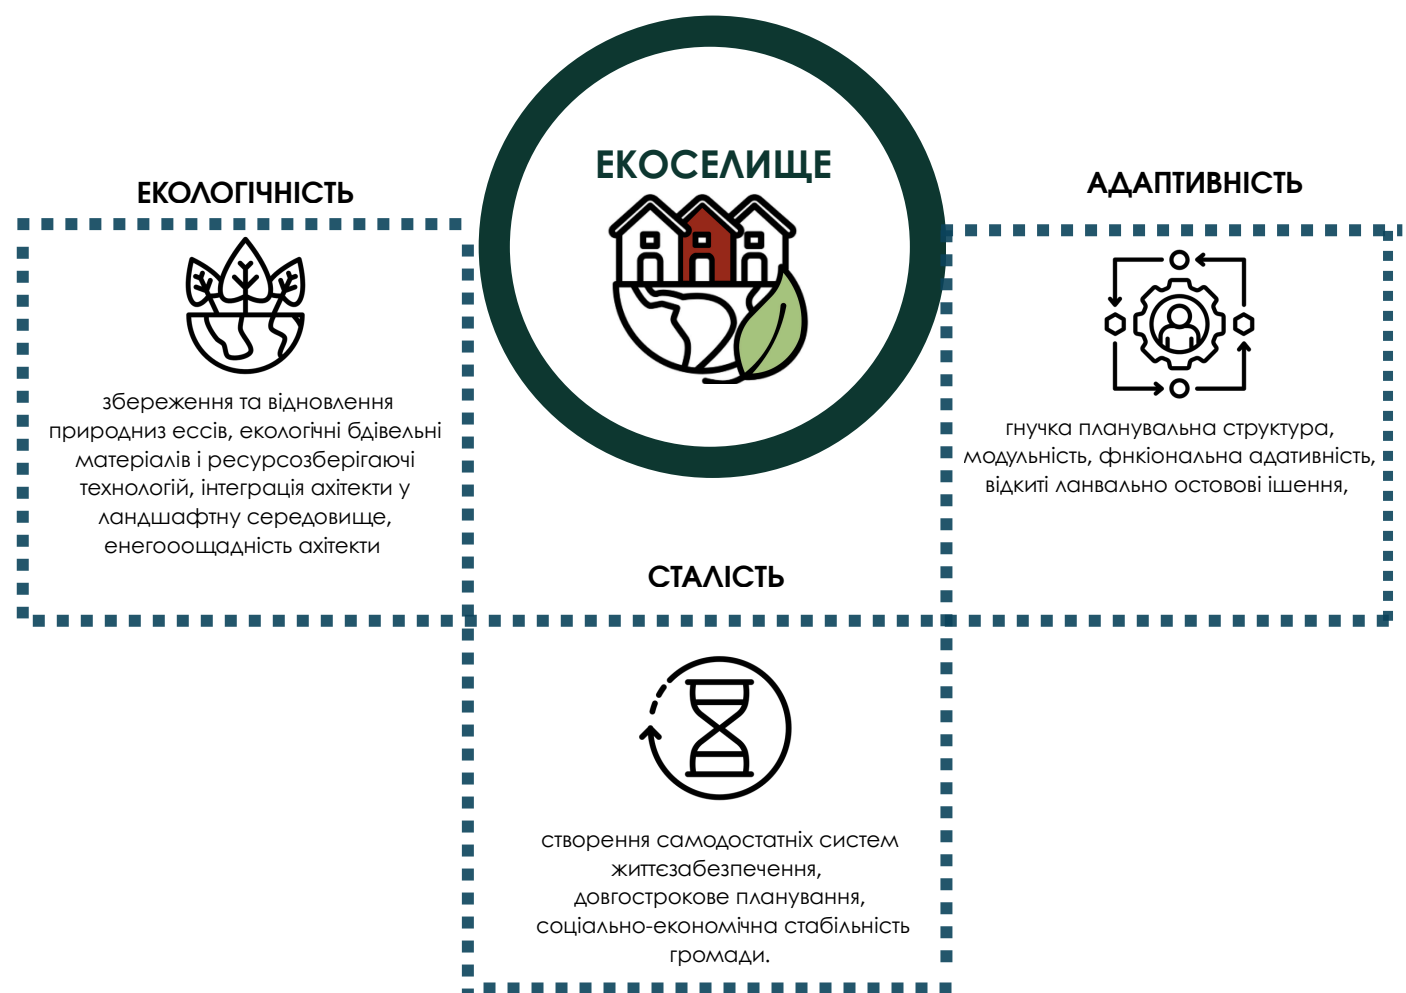 ЕКОСЕЛИЩЕ
ЕКОЛОГІЧНІСТЬ
збереження та відновлення
природниз ессів, екологічні бдівельні
матеріалів і ресурсозберігаючі
технологій, інтеграція ахітекти у
ландшафтну середовище,
енегооощадність ахітекти
АДАПТИВНІСТЬ
гнучка планувальна структура,
модульність, фнкіональна адативність,
відкиті ланвально остовові ішення,
СТАЛІСТЬ
створення самодостатніх систем
життєзабезпечення,
довгострокове планування,
соціально-економічна стабільність
громади.